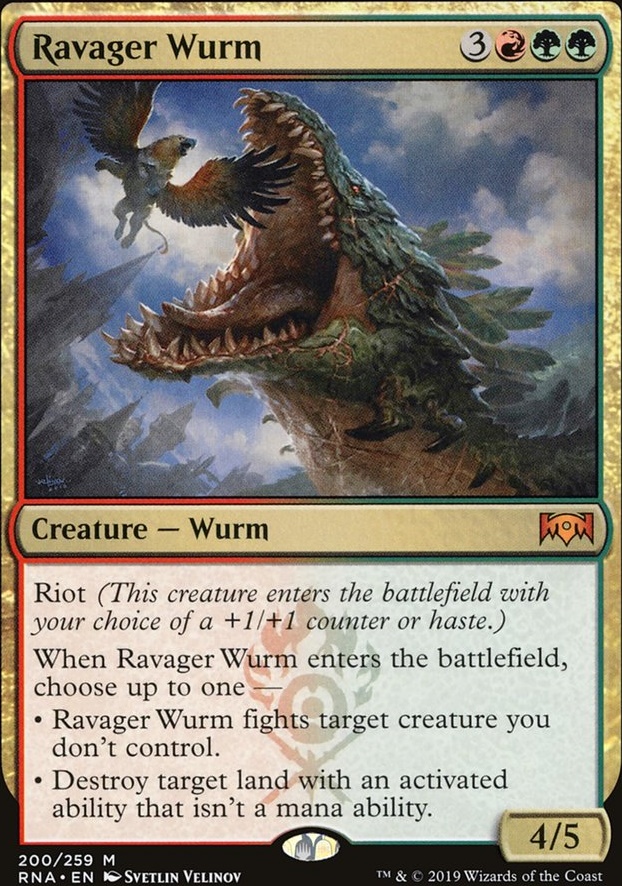 Ravager Wurm 3
Creature — Wurm
Riot (This creature enters the battlefield with
your choice of a +1/+1 counter or haste.)
When Ravager Wurm enters the battlefield,
choose up to one —
• Ravager Wurm fights target creature you
don't control.
• Destroy target land with an activated
ability that isn't a mana ability.
4/5
200/259 M
RNA • EN Svetlin Velinov
™ & © 2019 Wizards of the Coast